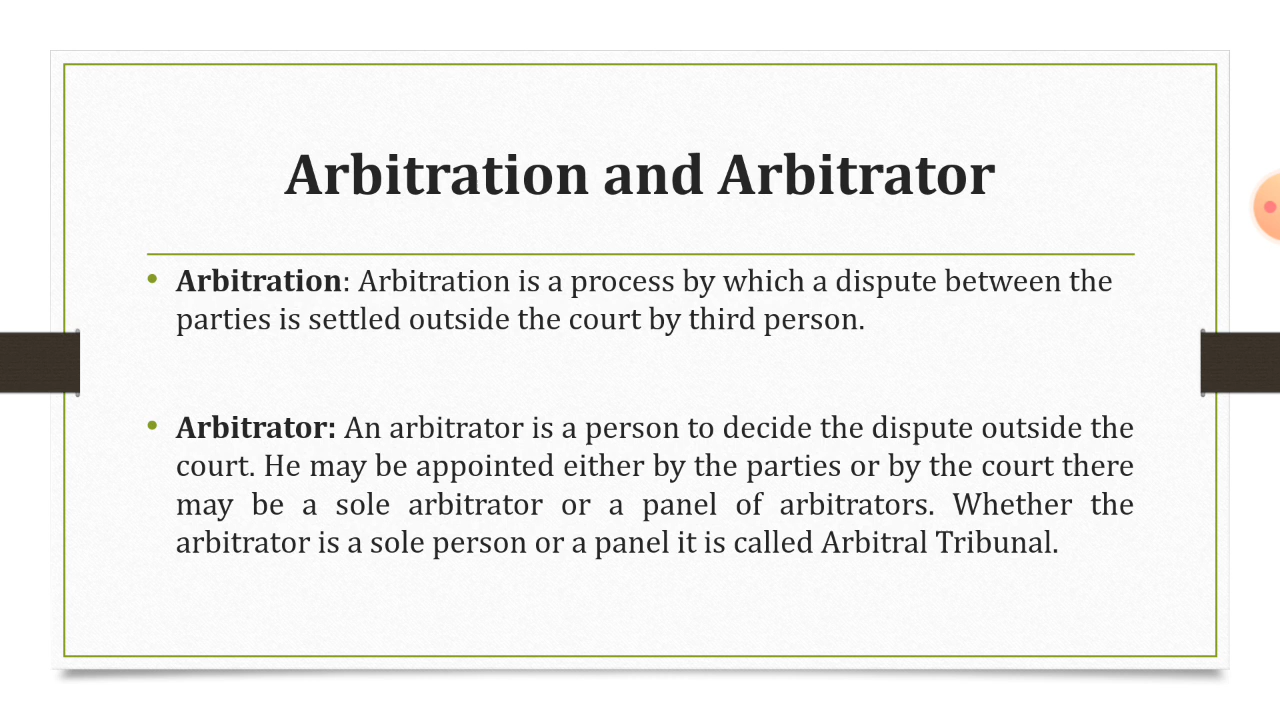 Arbitration and Arbitrator
• Arbitration: Arbitration is a process by which a dispute between the
parties is settled outside the court by third person.
• Arbitrator: An arbitrator is a person to decide the dispute outside the
court. He may be appointed either by the parties or by the court there
may be a sole arbitrator or a panel of arbitrators. Whether the
arbitrator is a sole person or a panel it is called Arbitral Tribunal.